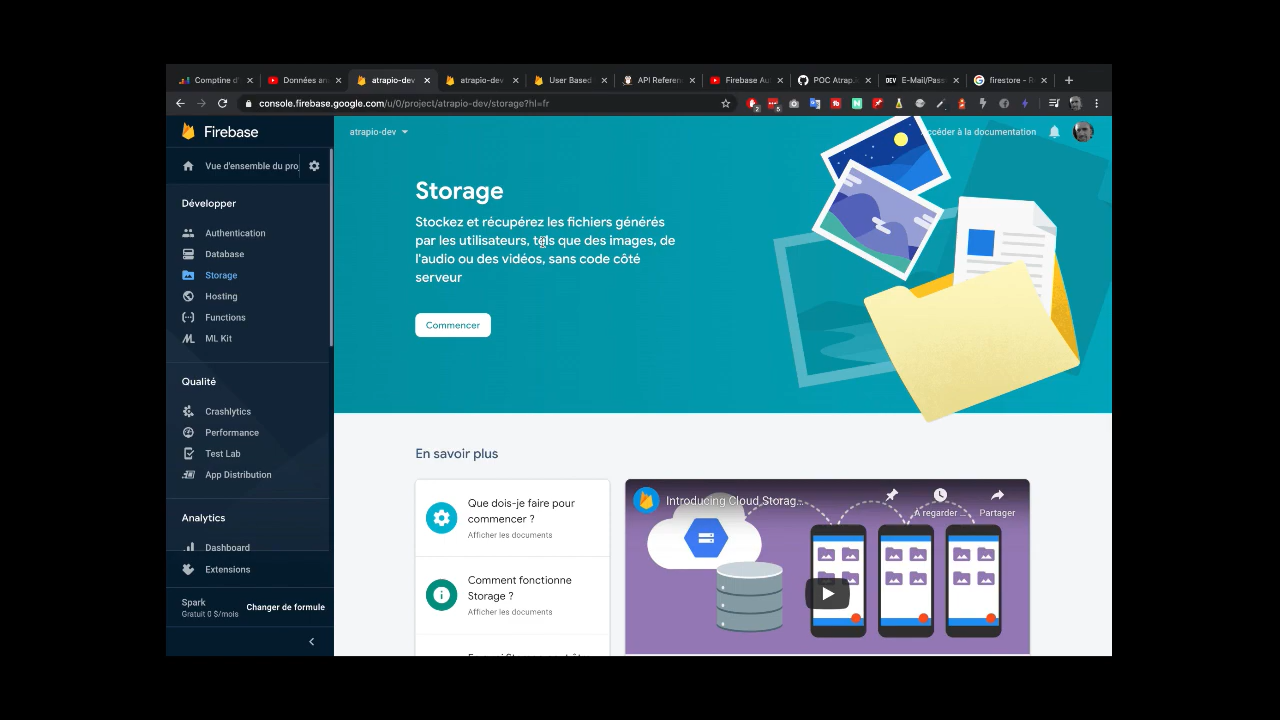 Comptine d'
Données an
atrapio-dev
atrapio-dev
User Based
API Referen
Firebase Au
POC Atrap.
E-Mail/Pass
firestore - R
console.firebase.google.com/u/0/project/atrapio-dev/storage?hl=fr
Firebase
Vue d'ensemble du pro
Développer
Authentication
Database
Storage
Hosting
Functions
ML Kit
Qualité
Crashlytics
Performance
Test Lab
App Distribution
Analytics
Dashboard
Extensions
Spark
Gratuit 0 $/mois
Changer de formule
atrapio-dev
ccéder à la documentation
Storage
Stockez et récupérez les fichiers générés
par les utilisateurs, tels que des images, de
l'audio ou des vidéos, sans code côté
serveur
Commencer
En savoir plus
Que dois-je faire pour
commencer ?
Afficher les documents
Comment fonctionne
Storage ?
Afficher les documents
Introducing Cloud Storag...
À regarder ...
Partager